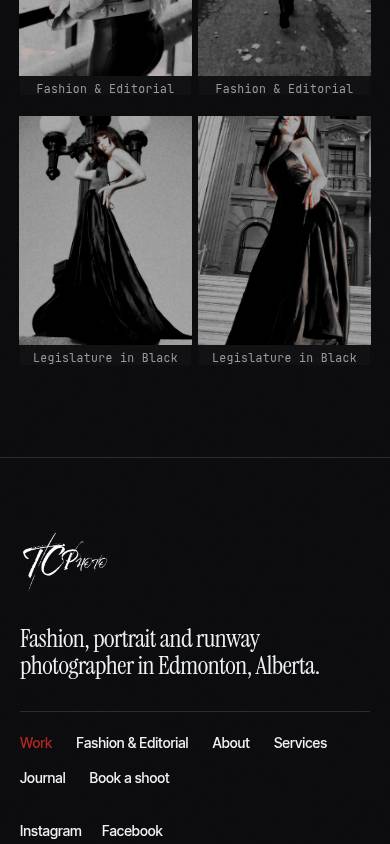 Fashion & Editorial
Fashion & Editorial
Legislature in Black
Legislature in Black
TCPHOTO
Fashion, portrait and runway
photographer in Edmonton, Alberta.
Work Fashion & Editorial About Services
Journal Book a shoot
Instagram Facebook